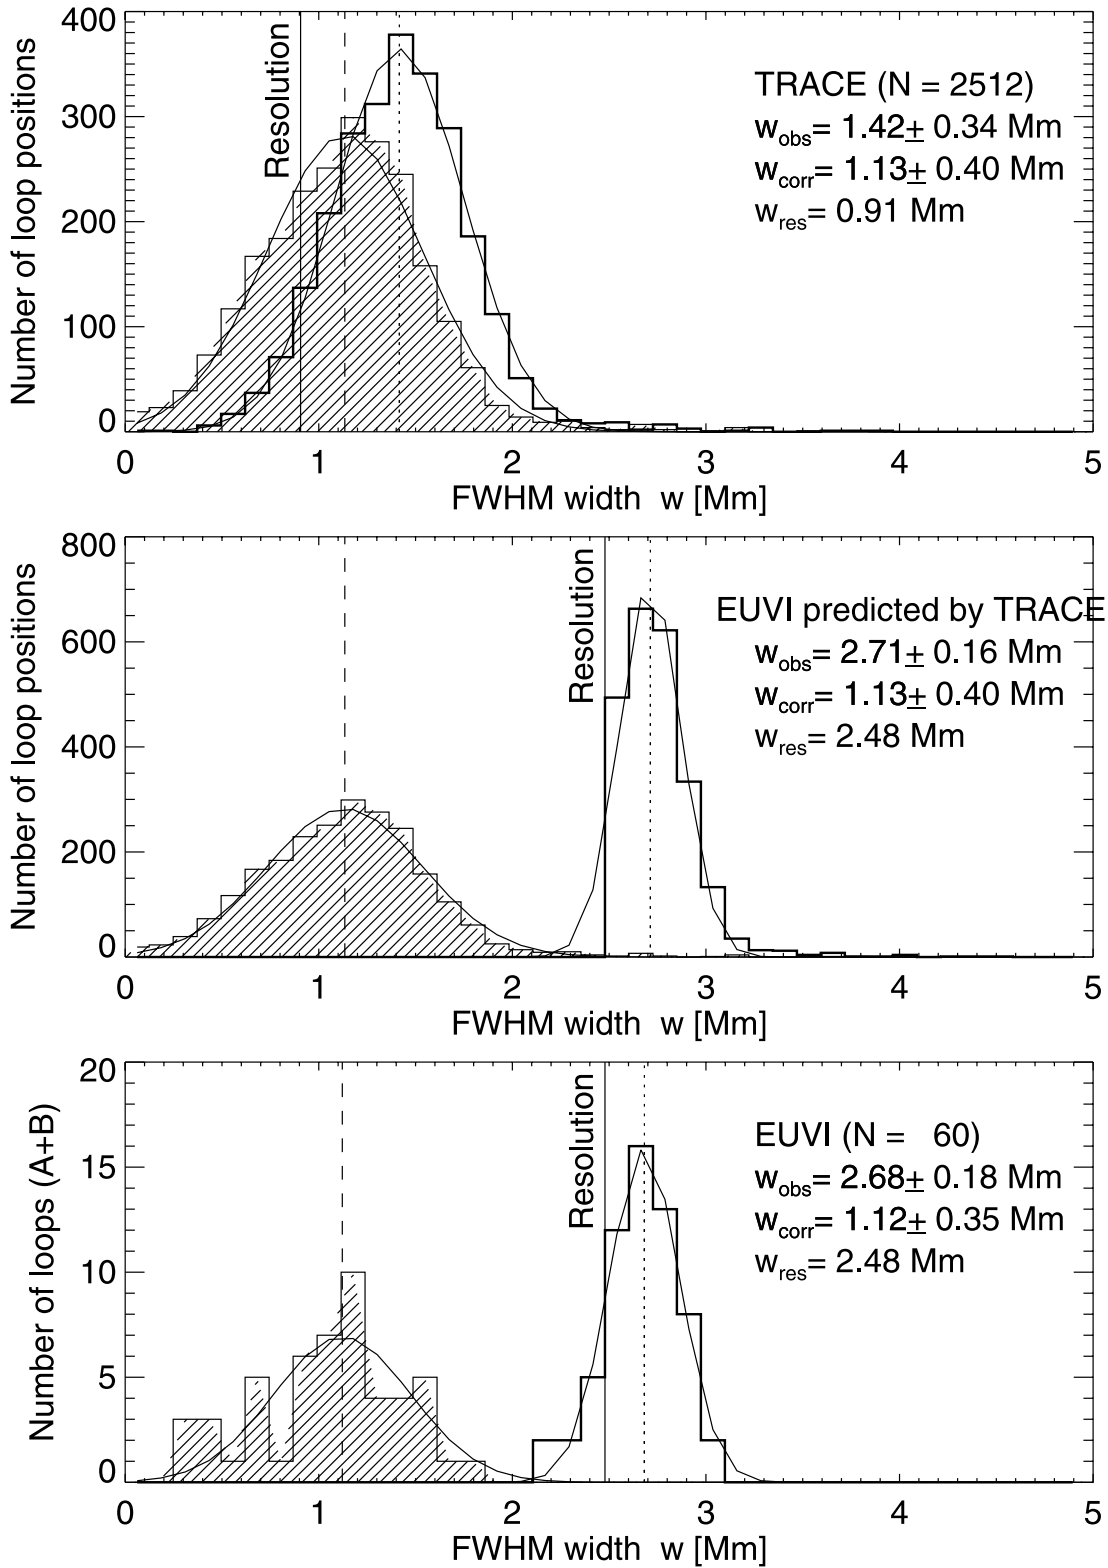 400
300
200
100
0
Number of loop positions
Resolution
TRACE (N = 2512)
w_obs= 1.42± 0.34 Mm
w_corr= 1.13± 0.40 Mm
w_res= 0.91 Mm
0 1 2 3 4 5
FWHM width w [Mm]
800
600
400
200
0
Number of loop positions
Resolution
EUVI predicted by TRACE
w_obs= 2.71± 0.16 Mm
w_corr= 1.13± 0.40 Mm
w_res= 2.48 Mm
0 1 2 3 4 5
FWHM width w [Mm]
20
15
10
5
0
Number of loops (A+B)
Resolution
EUVI (N = 60)
w_obs= 2.68± 0.18 Mm
w_corr= 1.12± 0.35 Mm
w_res= 2.48 Mm
0 1 2 3 4 5
FWHM width w [Mm]